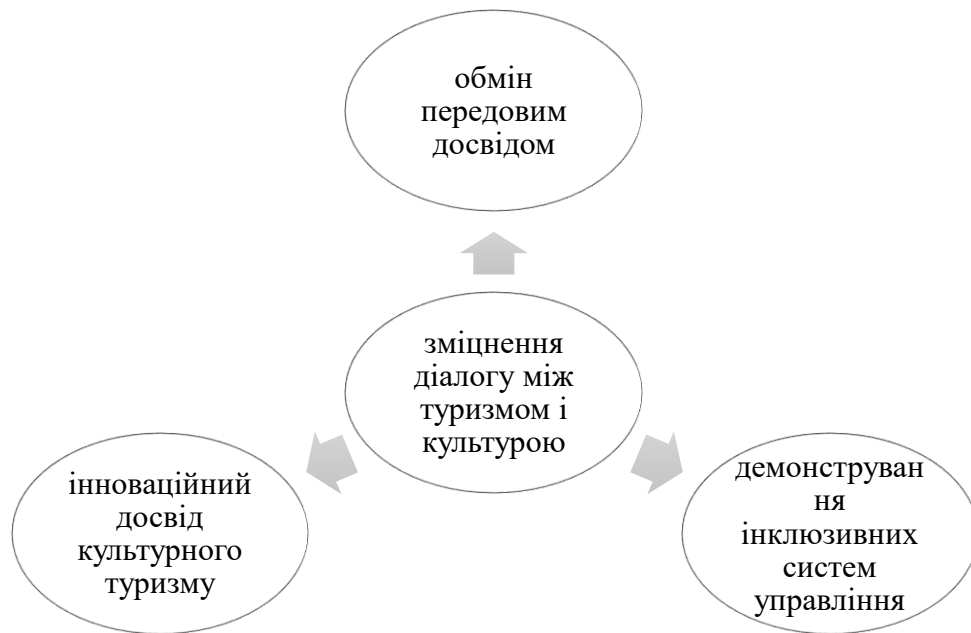 обмін
передовим
досвідом
зміцнення
діалогу між
туризмом і
культурою
інноваційний
досвід
культурного
туризму
демонструван
ня
інклюзивних
систем
управління